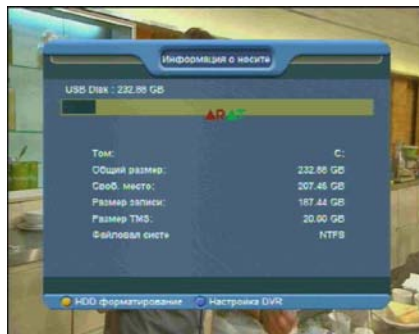 Информация о носите
USB Disk : 232.88 GB
Том: C:
Общий размер: 232.88 GB
Своб. место: 207.45 GB
Размер записи: 187.44 GB
Размер TMS: 20.00 GB
Файловая систе NTFS
HDD форматирование Настройка DVR